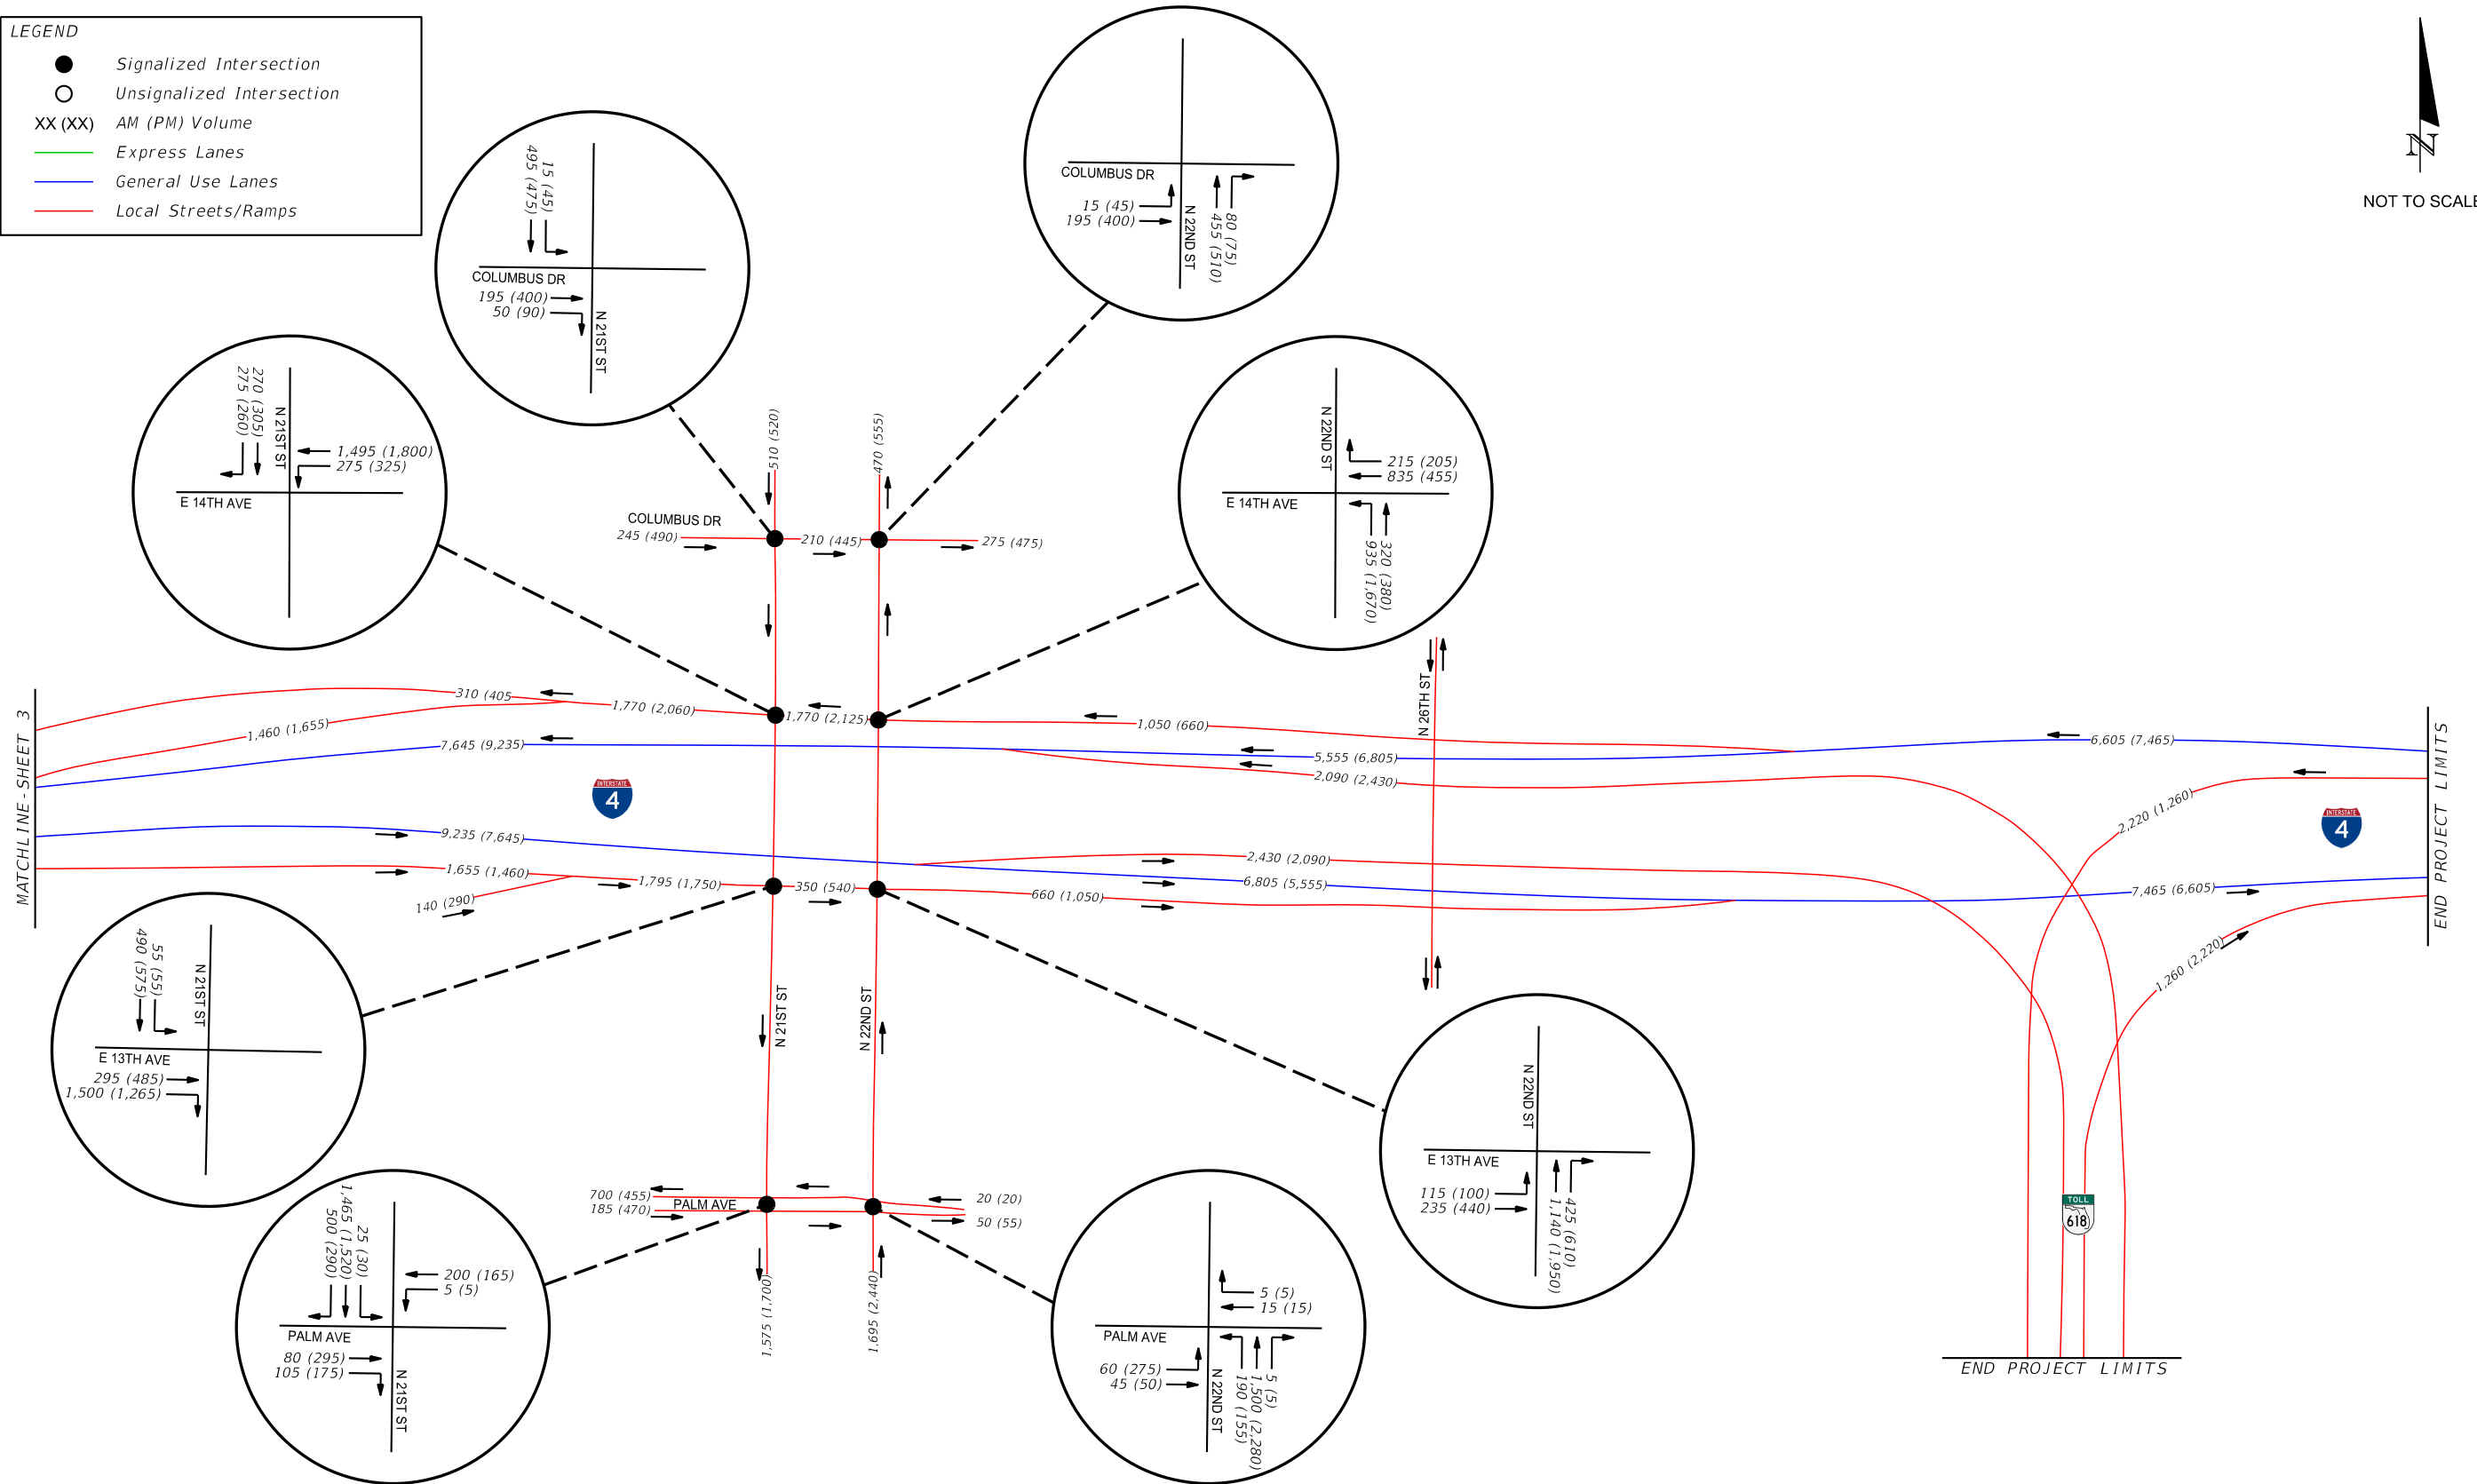 LEGEND
Signalized Intersection
Unsignalized Intersection
XX (XX) AM (PM) Volume
Express Lanes
General Use Lanes
Local Streets/Ramps
N
NOT TO SCALE
495 (475)
15 (45)
COLUMBUS DR
195 (400)
50 (90)
N 21ST ST
COLUMBUS DR
15 (45)
195 (400)
N 22ND ST
455 (510)
80 (75)
275 (260)
270 (305)
N 21ST ST
1,495 (1,800)
275 (325)
E 14TH AVE
N 22ND ST
215 (205)
835 (455)
E 14TH AVE
935 (1,670)
320 (380)
510 (520)
470 (555)
COLUMBUS DR
245 (490)
210 (445)
275 (475)
MATCHLINE-SHEET 3
310 (405
1,460 (1,655)
1,770 (2,060)
1,770 (2,125)
1,050 (660)
7,645 (9,235)
5,555 (6,805)
2,090 (2,430)
6,605 (7,465)
2,220 (1,260)
N 26TH ST
INTERSTATE
4
INTERSTATE
4
END PROJECT LIMITS
9,235 (7,645)
1,655 (1,460)
140 (290)
1,795 (1,750)
350 (540)
660 (1,050)
2,430 (2,090)
6,805 (5,555)
7,465 (6,605)
1,260 (2,220)
490 (575)
55 (55)
N 21ST ST
E 13TH AVE
295 (485)
1,500 (1,265)
N 21ST ST
N 22ND ST
N 22ND ST
E 13TH AVE
115 (100)
235 (440)
1,140 (1,950)
425 (610)
700 (455)
185 (470)
PALM AVE
20 (20)
50 (55)
1,575 (1,700)
1,695 (2,440)
500 (290)
1,465 (1,520)
25 (30)
200 (165)
5 (5)
PALM AVE
80 (295)
105 (175)
N 21ST ST
5 (5)
15 (15)
PALM AVE
60 (275)
45 (50)
N 22ND ST
190 (155)
1,500 (2,280)
5 (5)
TOLL
618
END PROJECT LIMITS